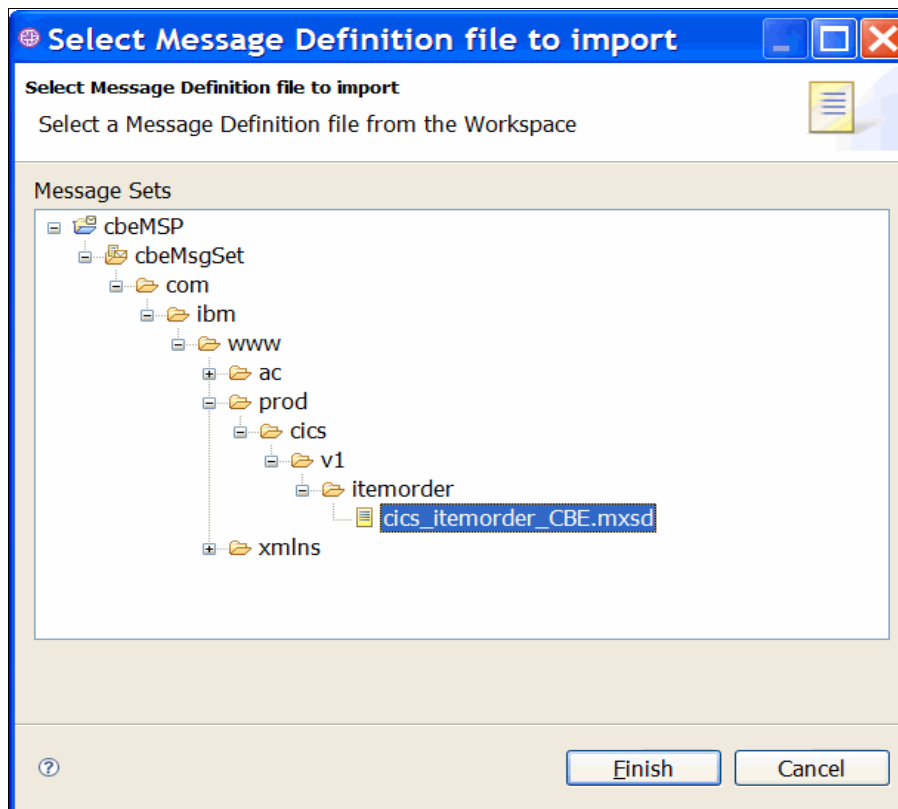 Select Message Definition file to import
Select Message Definition file to import
Select a Message Definition file from the Workspace
Message Sets
cbeMSP
cbeMsgSet
com
ibm
www
ac
prod
cics
v1
itemorder
cics_itemorder_CBE.mxsd
xmlns
Finish Cancel